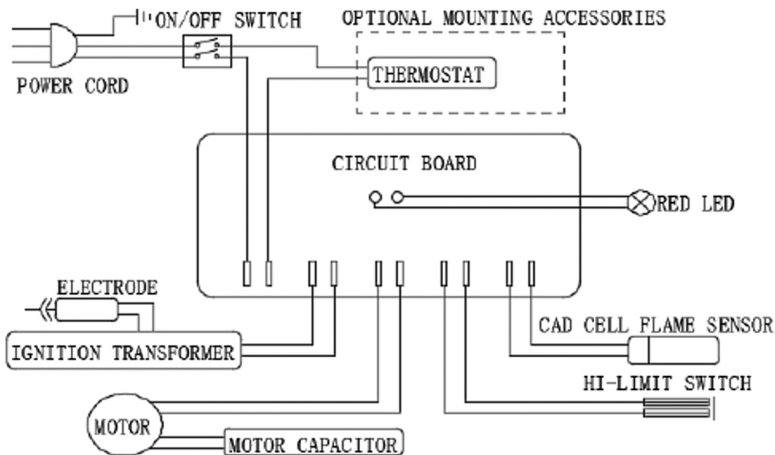 ON/OFF SWITCH
OPTIONAL MOUNTING ACCESSORIES
THERMOSTAT
POWER CORD
CIRCUIT BOARD
RED LED
ELECTRODE
CAD CELL FLAME SENSOR
IGNITION TRANSFORMER
HI-LIMIT SWITCH
MOTOR
MOTOR CAPACITOR